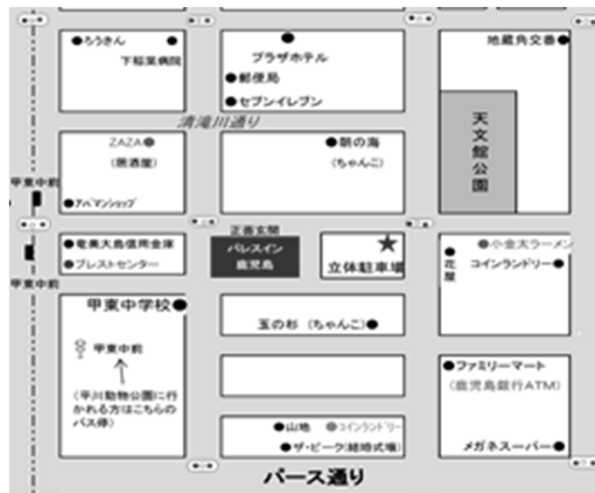 ろうきん
下稲葉病院
プラザホテル
郵便局
セブンイレブン
地蔵角交番
清滝川通り
天文館公園
ZAZA
(居酒屋)
アパマンショップ
朝の海
(ちゃんこ)
甲東中前
奄美大島信用金庫
ブレストセンター
正面玄関
パレスイン
鹿児島
立体駐車場
小金太ラーメン
花屋
コインランドリー
甲東中前
甲東中学校
甲東中前
(平川動物公園に行
かれる方はこちらの
バス停)
玉の杉 (ちゃんこ)
ファミリーマート
(鹿児島銀行ATM)
山地
コインランドリー
ザ・ビーク(結婚式場)
メガネスーパー
パース通り